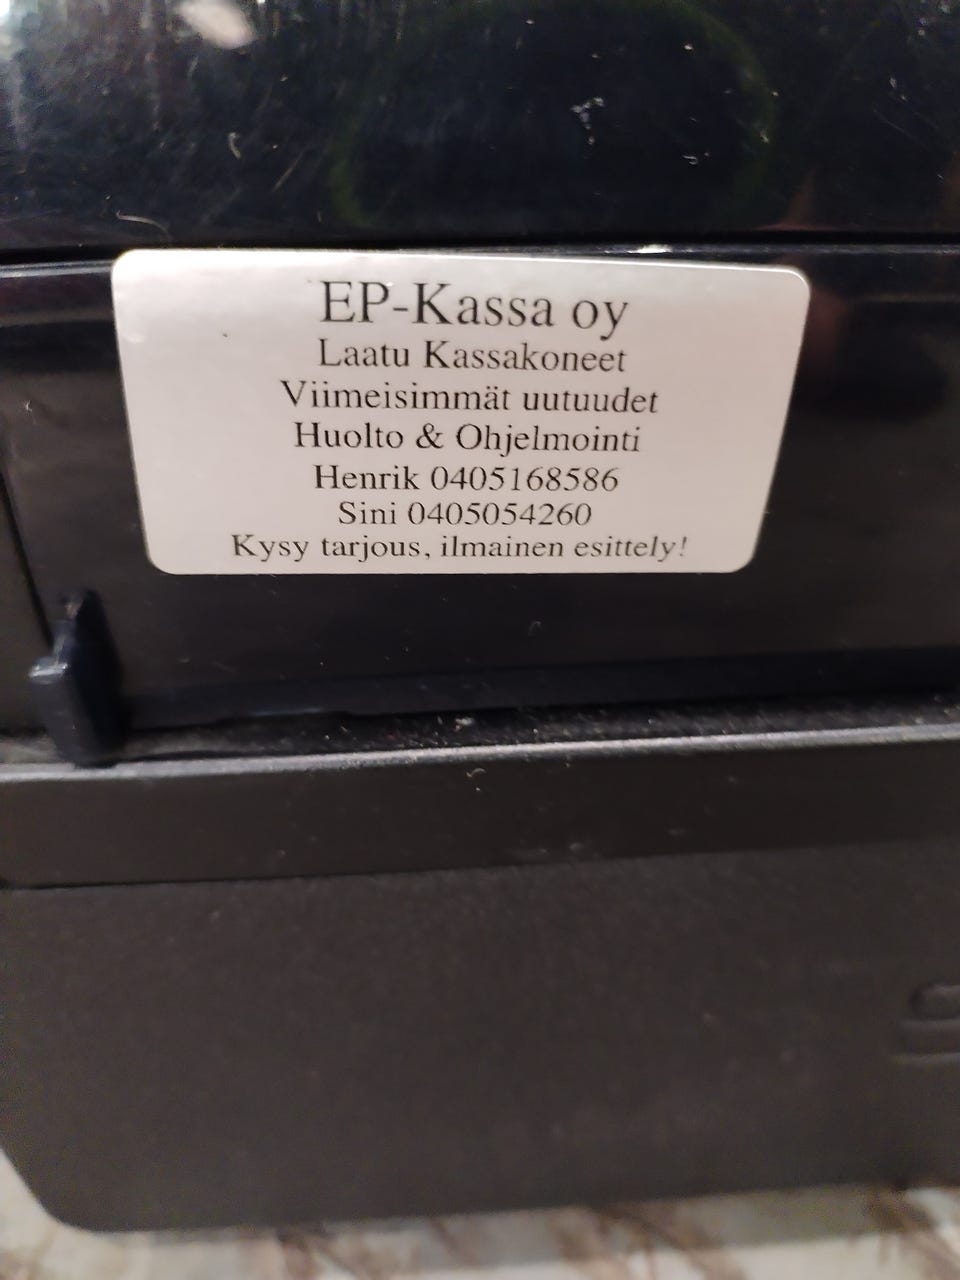 EP-Kassa oy
Laatu Kassakoneet
Viimeisimmät uutuudet
Huolto & Ohjelmointi
Henrik 0405168586
Sini 0405054260
Kysy tarjous, ilmainen esittely!